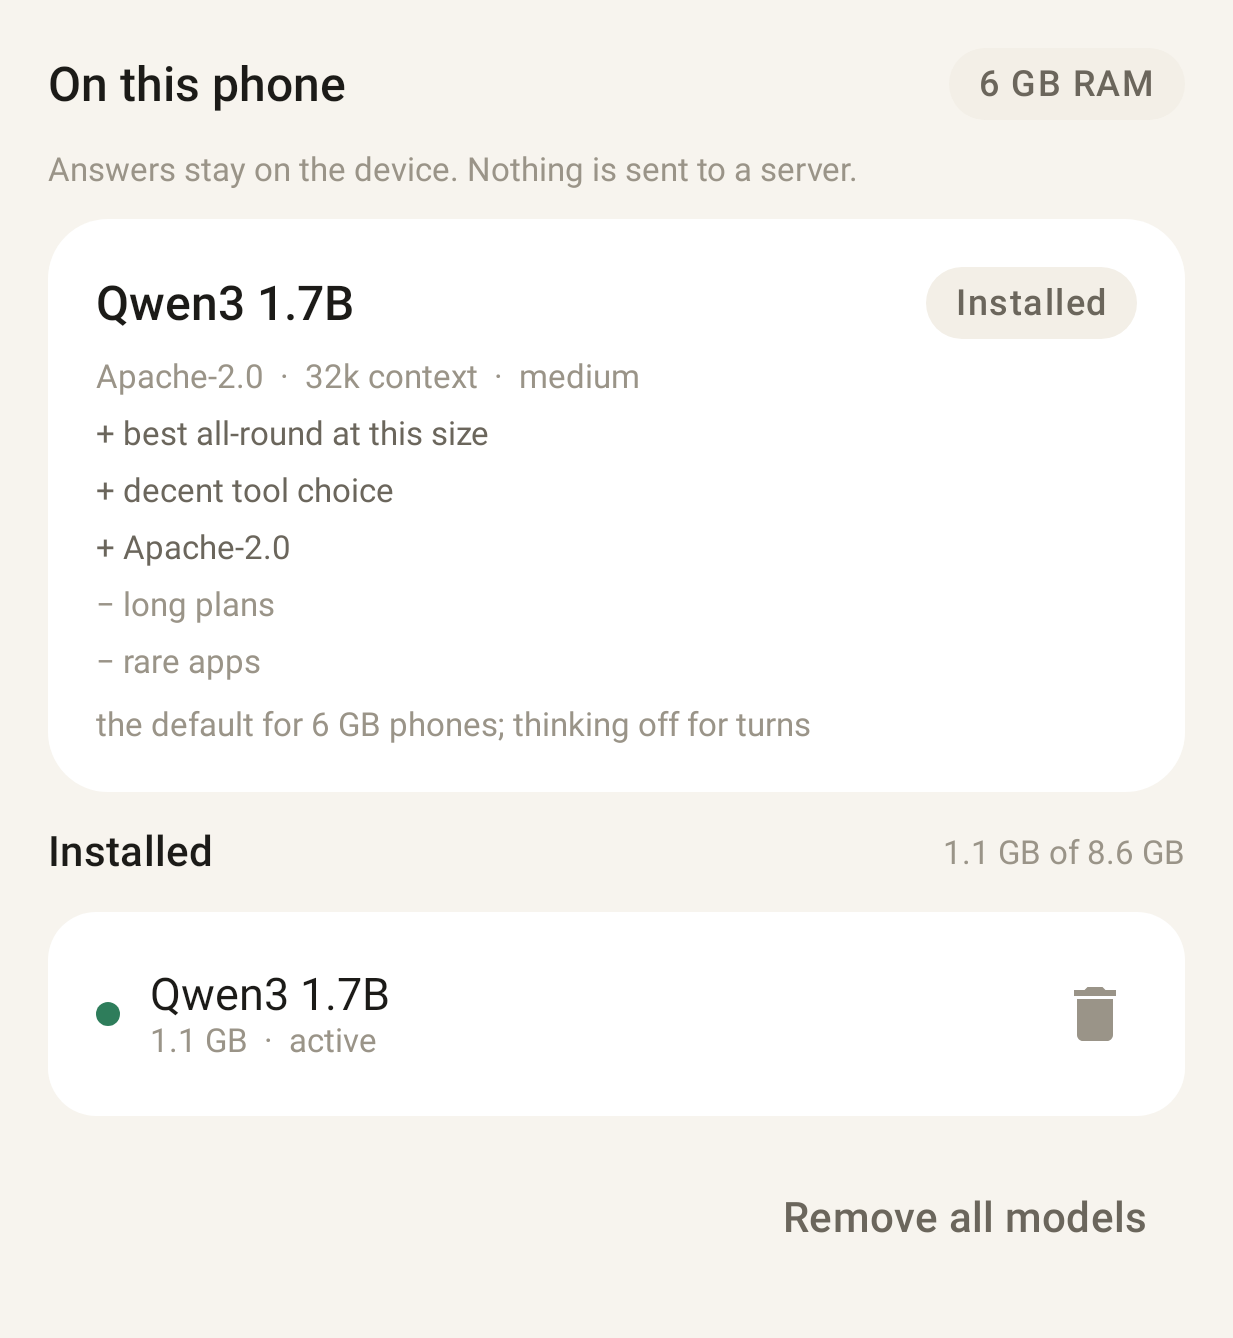 On this phone
6 GB RAM
Answers stay on the device. Nothing is sent to a server.
Qwen3 1.7B
Installed
Apache-2.0 · 32k context · medium
+ best all-round at this size
+ decent tool choice
+ Apache-2.0
− long plans
− rare apps
the default for 6 GB phones; thinking off for turns
Installed
1.1 GB of 8.6 GB
Qwen3 1.7B
1.1 GB · active
Remove all models